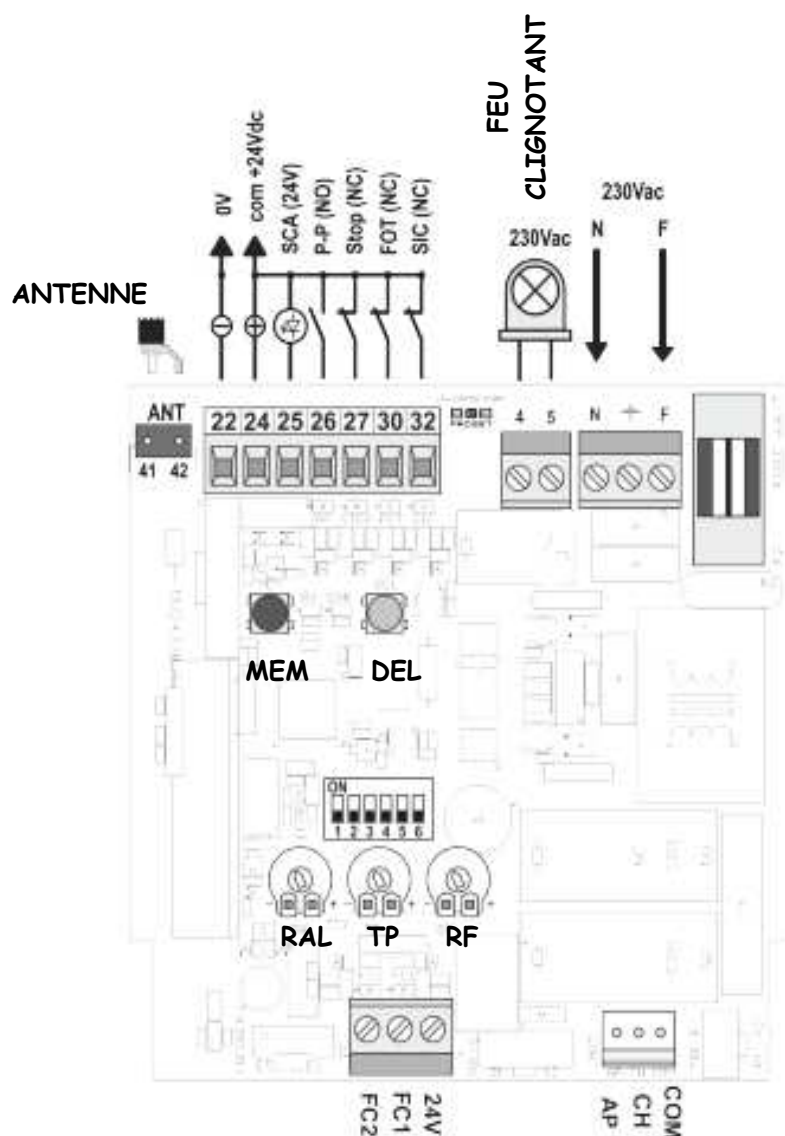 FEU
CLIGNOTANT
0V
com +24Vdc
SCA (24V)
P-P (NO)
Stop (NC)
FOT (NC)
SIC (NC)
230Vac
230Vac
N
F
ANTENNE
ANT
41 42
22 24 25 26 27 30 32
4 5
N F
MEM
DEL
ON
1 2 3 4 5 6
- + - + - +
RAL
TP
RF
FC2
FC1
24V
AP
CH
COM